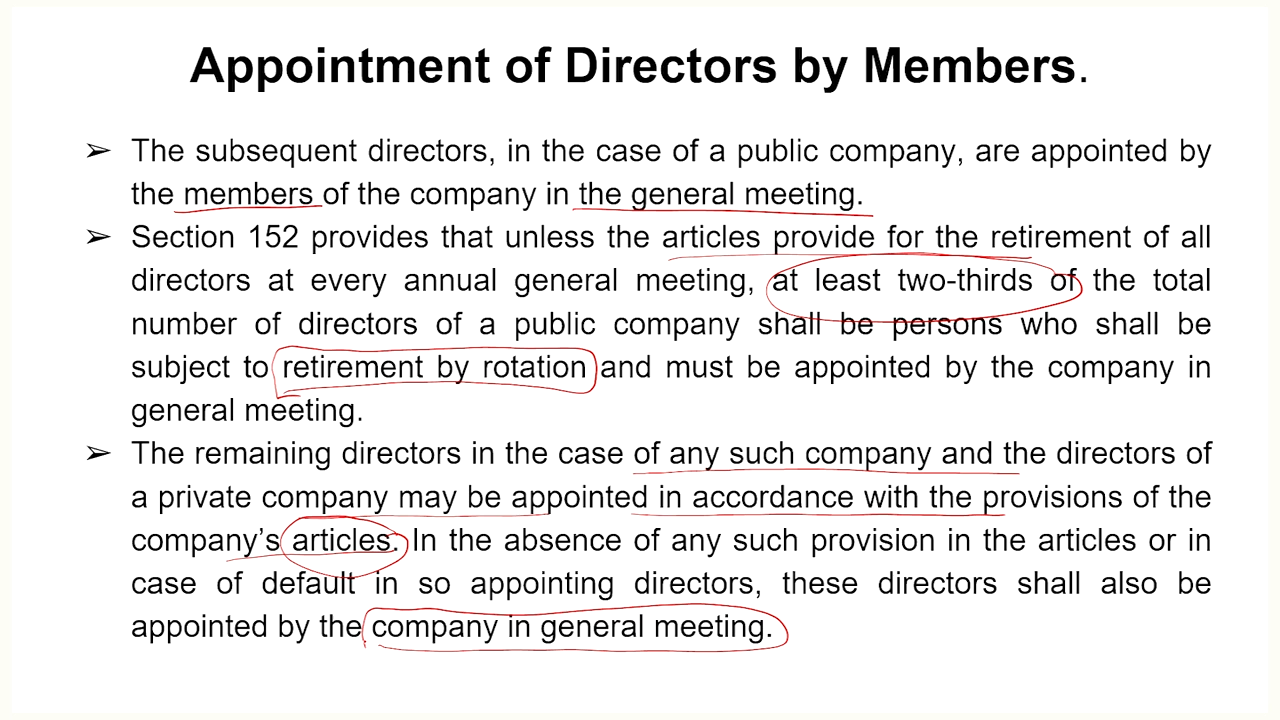 Appointment of Directors by Members.
➢ The subsequent directors, in the case of a public company, are appointed by
the members of the company in the general meeting.
➢ Section 152 provides that unless the articles provide for the retirement of all
directors at every annual general meeting, at least two-thirds of the total
number of directors of a public company shall be persons who shall be
subject to retirement by rotation and must be appointed by the company in
general meeting.
➢ The remaining directors in the case of any such company and the directors of
a private company may be appointed in accordance with the provisions of the
company’s articles. In the absence of any such provision in the articles or in
case of default in so appointing directors, these directors shall also be
appointed by the company in general meeting.